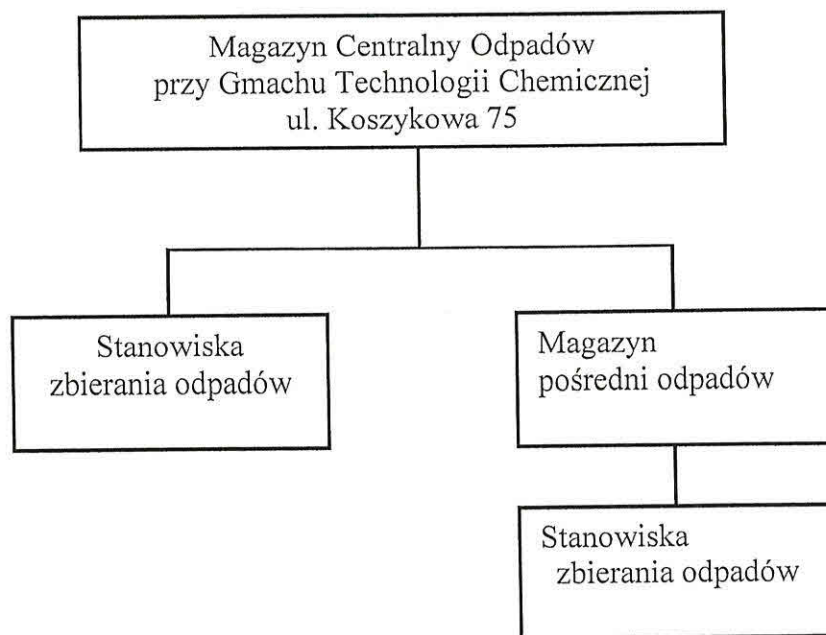 Magazyn Centralny Odpadów
przy Gmachu Technologii Chemicznej
ul. Koszykowa 75
Stanowiska
zbierania odpadów
Magazyn
pośredni odpadów
Stanowiska
zbierania odpadów